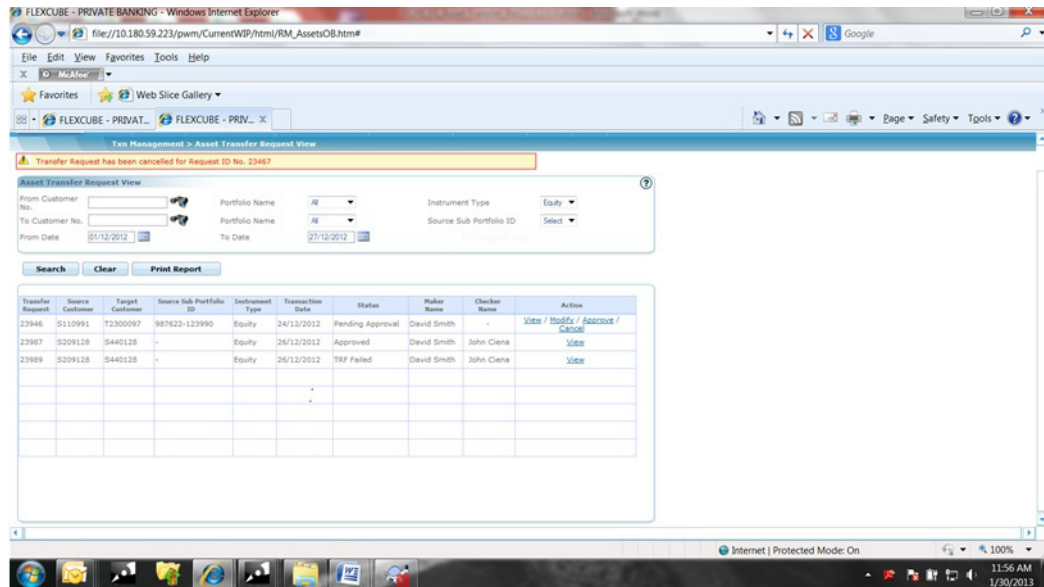 FLEXCUBE - PRIVATE BANKING - Windows Internet Explorer
file://10.180.59.223/pwm/CurrentWIP/html/RM_AssetsOB.htm#
Google
File Edit View Favorites Tools Help
X McAfee
Favorites Web Slice Gallery
FLEXCUBE - PRIVAT... FLEXCUBE - PRIV... X
Page Safety Tools
Txn Management > Asset Transfer Request View
Transfer Request has been cancelled for Request ID No. 23467
Asset Transfer Request View
From Customer No. Portfolio Name All Instrument Type Equity
To Customer No. Portfolio Name All Source Sub Portfolio ID Select
From Date 01/12/2012 To Date 27/12/2012
Search Clear Print Report
Transfer Request Source Customer Target Customer Source Sub Portfolio ID Instrument Type Transaction Date Status Maker Name Checker Name Action
23946 S110991 T2300097 987622-123990 Equity 24/12/2012 Pending Approval David Smith - View / Modify / Approve / Cancel
23987 S209128 S440128 - Equity 26/12/2012 Approved David Smith John Ciena View
23989 S209128 S440128 - Equity 26/12/2012 TRF Failed David Smith John Ciena View
Internet | Protected Mode: On 100%
11:56 AM
1/30/2013